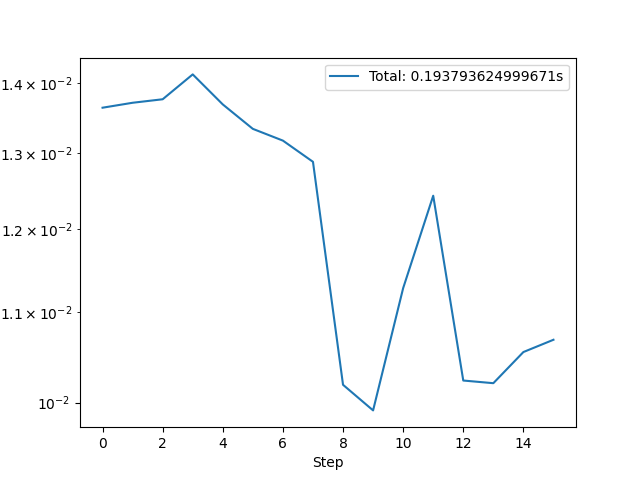 Total: 0.193793624999671s
1.4 × 10⁻²
1.3 × 10⁻²
1.2 × 10⁻²
1.1 × 10⁻²
10⁻²
0 2 4 6 8 10 12 14
Step